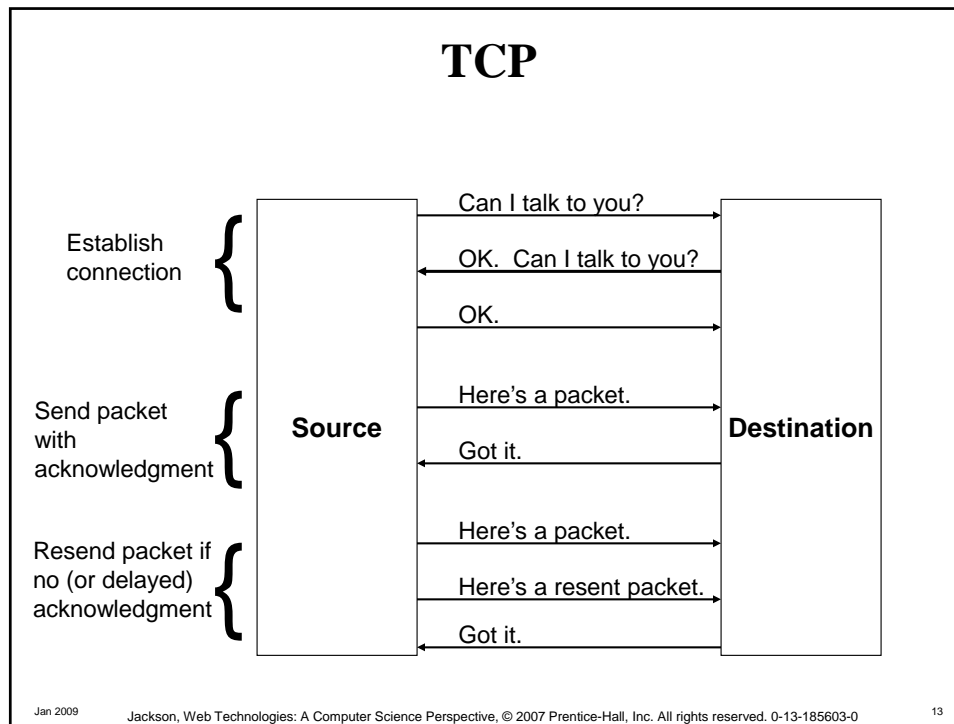 TCP
Can I talk to you?
Establish
connection
OK.  Can I talk to you?
OK.
Send packet
with
acknowledgment
Source
Here’s a packet.
Destination
Got it.
Resend packet if
no (or delayed)
acknowledgment
Here’s a packet.
Here’s a resent packet.
Got it.
Jan 2009
Jackson, Web Technologies: A Computer Science Perspective, © 2007 Prentice-Hall, Inc. All rights reserved. 0-13-185603-0
13